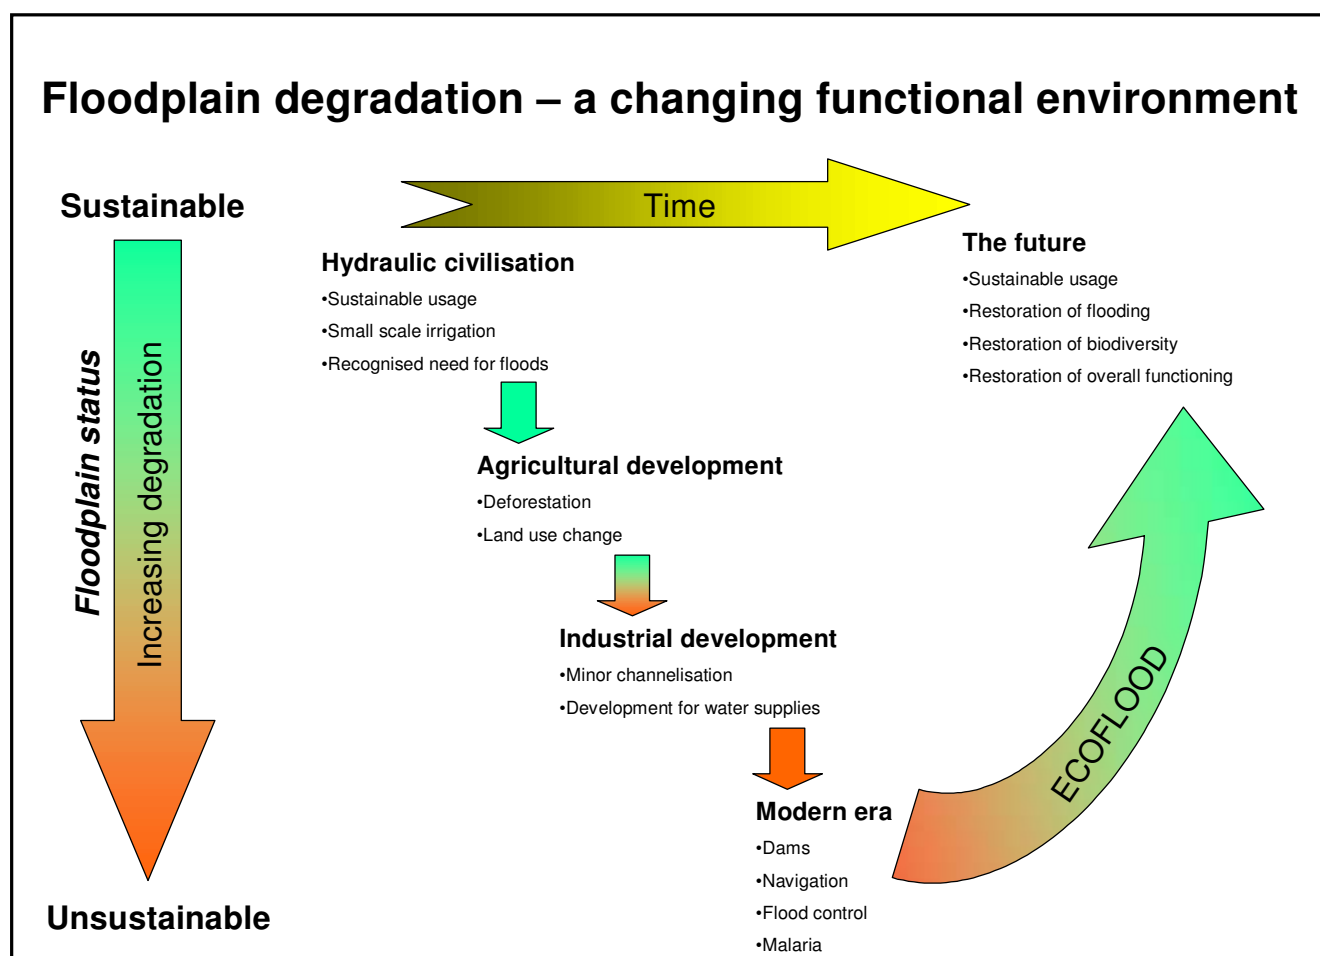 Floodplain degradation – a changing functional environment
Sustainable
Time
Floodplain status
Increasing degradation
Unsustainable
Hydraulic civilisation
•Sustainable usage
•Small scale irrigation
•Recognised need for floods
Agricultural development
•Deforestation
•Land use change
Industrial development
•Minor channelisation
•Development for water supplies
Modern era
•Dams
•Navigation
•Flood control
•Malaria
ECOFLOOD
The future
•Sustainable usage
•Restoration of flooding
•Restoration of biodiversity
•Restoration of overall functioning